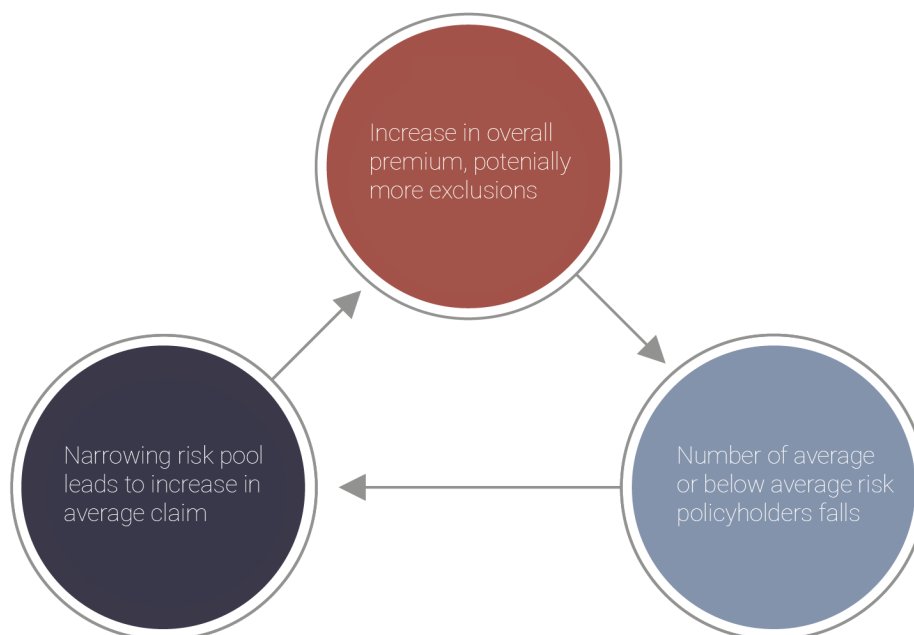 Increase in overall
premium, potenially
more exclusions
Narrowing risk pool
leads to increase in
average claim
Number of average
or below average risk
policyholders falls